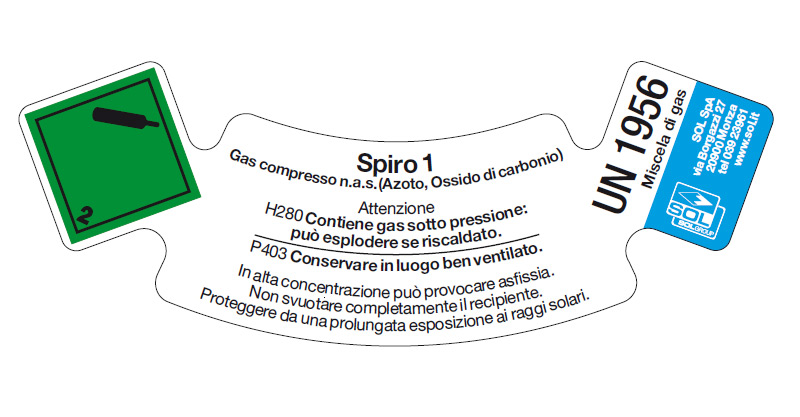 2
Spiro 1
Gas compresso n.a.s.(Azoto, Ossido di carbonio)
Attenzione
H280 Contiene gas sotto pressione:
può esplodere se riscaldato.
P403 Conservare in luogo ben ventilato.
In alta concentrazione può provocare asfissia.
Non svuotare completamente il recipiente.
Proteggere da una prolungata esposizione ai raggi solari.
UN 1956
Miscela di gas
SOL SpA
via Borgazzi 27
20900 Monza
tel 039 23961
www.sol.it
SOL
SOLGROUP